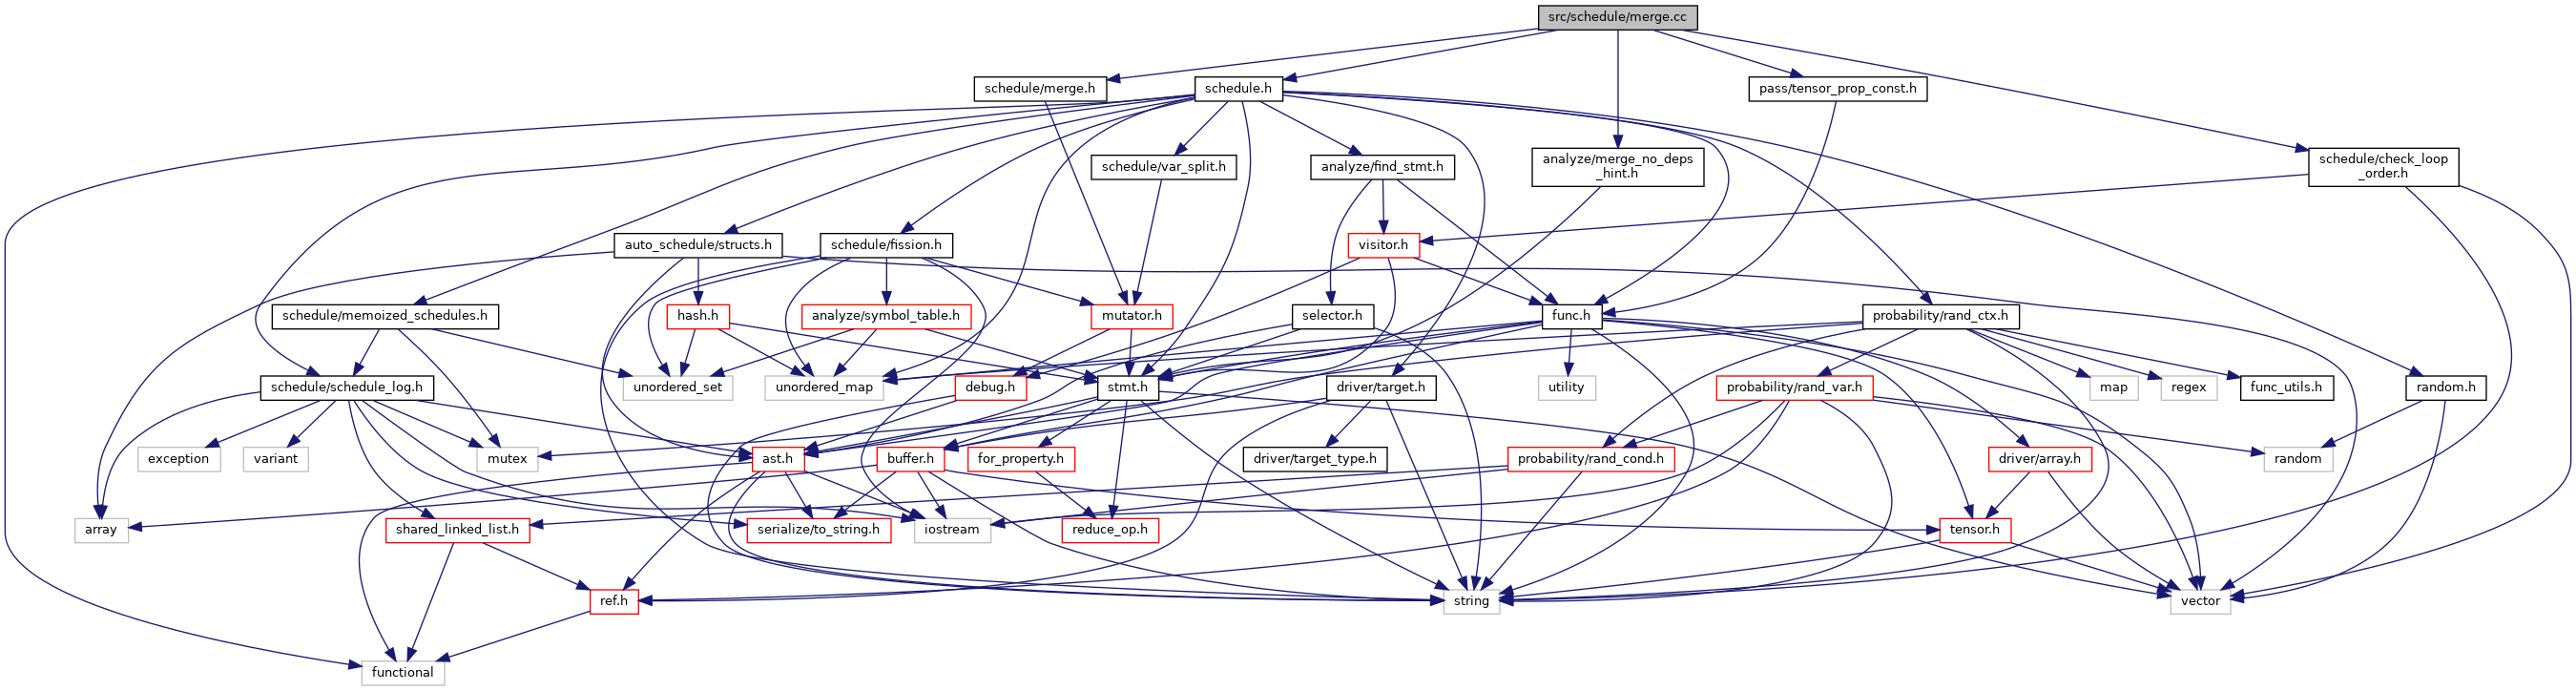 src/schedule/merge.cc
schedule/merge.h
schedule.h
pass/tensor_prop_const.h
schedule/var_split.h
analyze/find_stmt.h
analyze/merge_no_deps
_hint.h
schedule/check_loop
_order.h
auto_schedule/structs.h
schedule/fission.h
visitor.h
schedule/memoized_schedules.h
hash.h
analyze/symbol_table.h
mutator.h
selector.h
func.h
probability/rand_ctx.h
schedule/schedule_log.h
unordered_set
unordered_map
debug.h
stmt.h
driver/target.h
utility
probability/rand_var.h
map
regex
func_utils.h
random.h
exception
variant
mutex
ast.h
buffer.h
for_property.h
driver/target_type.h
probability/rand_cond.h
driver/array.h
random
array
shared_linked_list.h
serialize/to_string.h
iostream
reduce_op.h
tensor.h
ref.h
string
vector
functional